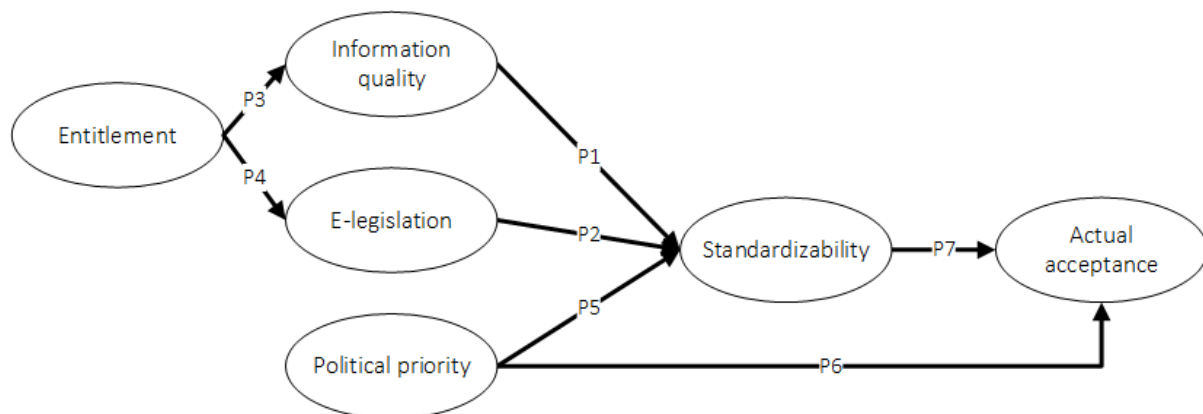 Information
quality
P3
Entitlement
P1
P4
E-legislation
P2
Standardizability
P7
Actual
acceptance
P5
Political priority
P6